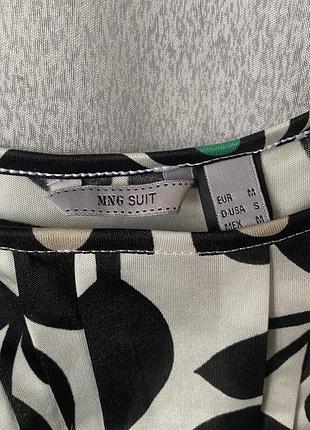 MNG SUIT
EUR M
D-USA S
MEX M